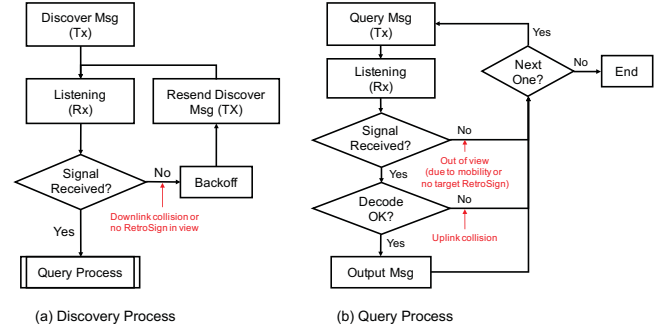 Discover Msg
(Tx)
Listening
(Rx)
Resend Discover
Msg (TX)
Signal
Received?
No
Backoff
Downlink collision or
no RetroSign in view
Yes
Query Process
(a) Discovery Process
Query Msg
(Tx)
Yes
Listening
(Rx)
Next
One?
No
End
Signal
Received?
No
Out of view
(due to mobility or
no target RetroSign)
Yes
Decode
OK?
No
Uplink collision
Yes
Output Msg
(b) Query Process